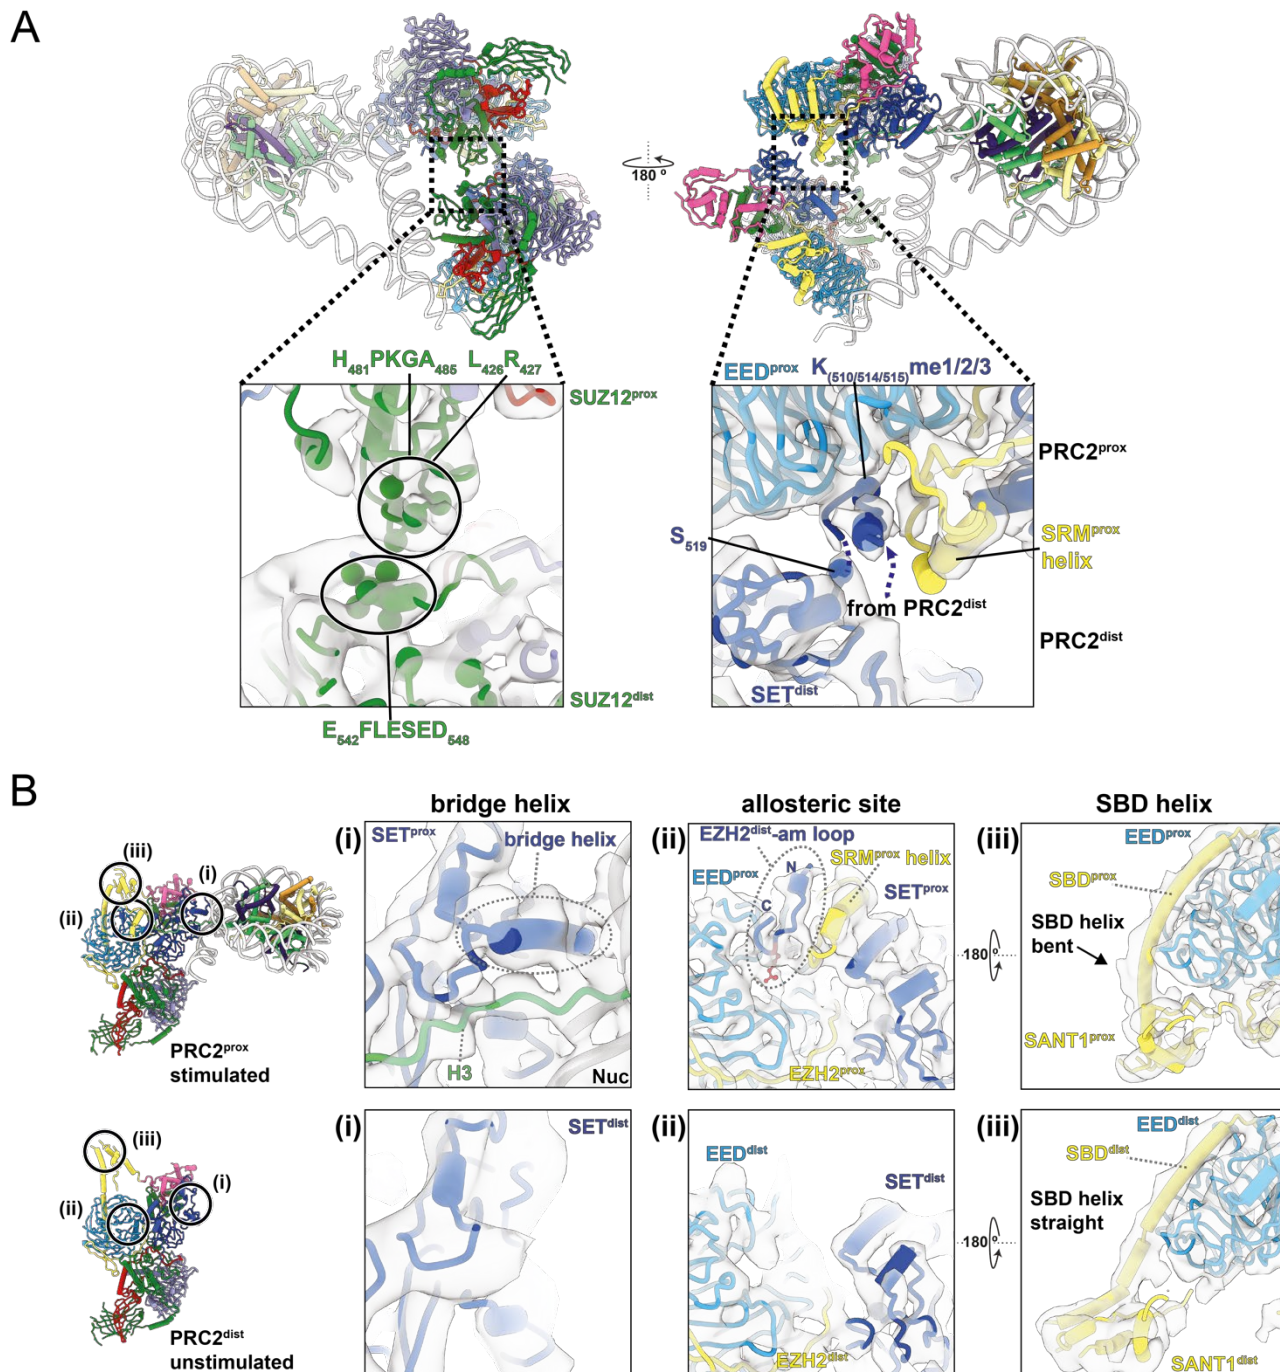 A
180 °
H481PKGA485 L426R427
SUZ12prox
E542FLESED548
SUZ12dist
EEDprox K(510/514/515)me1/2/3
PRC2prox
S519
SRMprox
helix
from PRC2dist
PRC2dist
SETdist
B
bridge helix
allosteric site
SBD helix
(iii)
(i)
(ii)
PRC2prox
stimulated
(i)
SETprox
bridge helix
H3
Nuc
(ii)
EZH2dist-am loop
SRMprox helix
EEDprox
N
C
SETprox
EZH2prox
180 °
(iii)
EEDprox
SBDprox
SBD helix
bent
SANT1prox
(iii)
(i)
(ii)
PRC2dist
unstimulated
(i)
SETdist
(ii)
EEDdist
SETdist
EZH2dist
180 °
(iii)
EEDdist
SBDdist
SBD helix
straight
SANT1dist